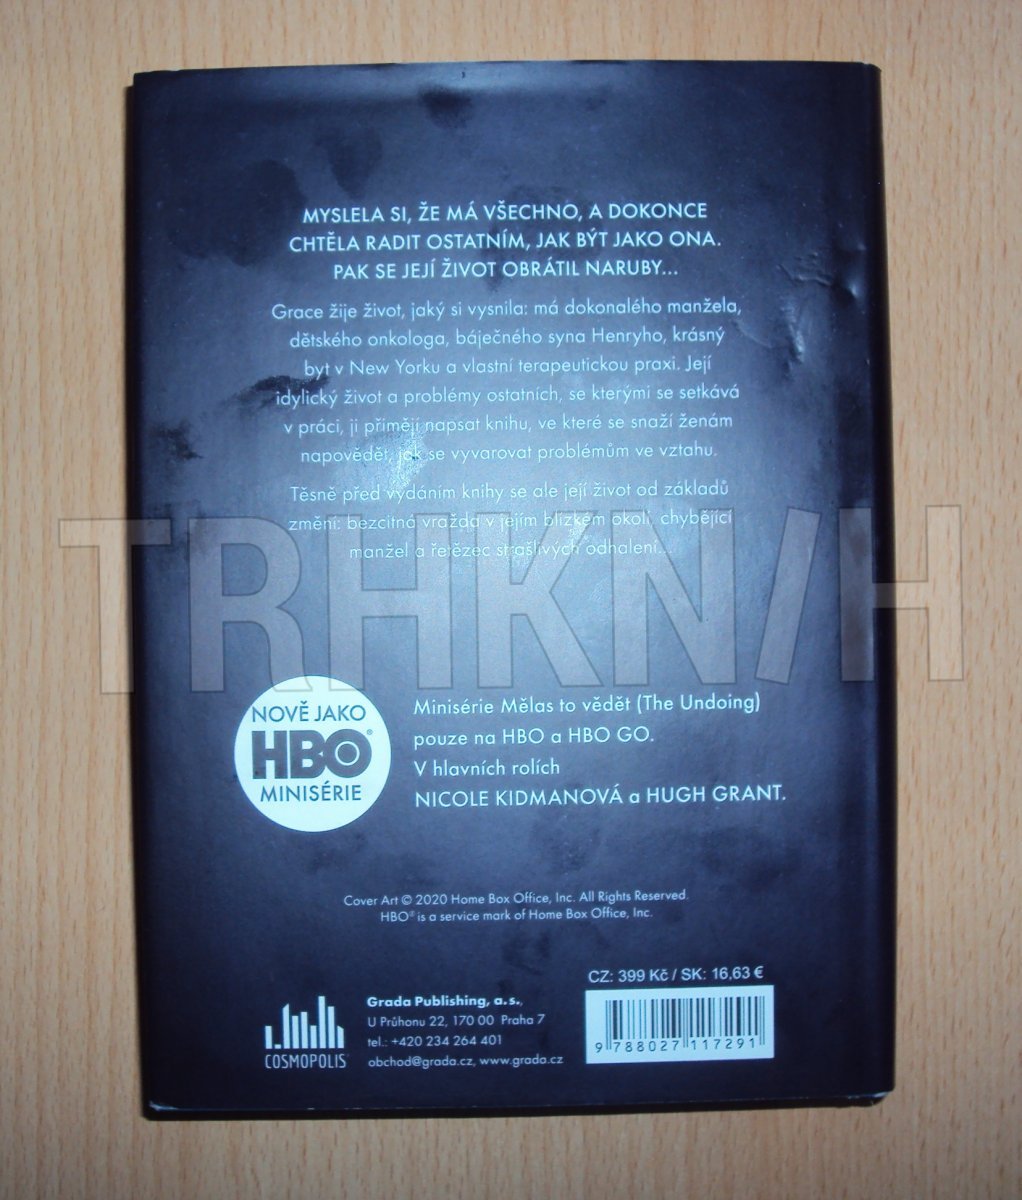 MYSLELA SI, ŽE MÁ VŠECHNO, A DOKONCE
CHTĚLA RADIT OSTATNÍM, JAK BÝT JAKO ONA.
PAK SE JEJÍ ŽIVOT OBRÁTIL NARUBY...
Grace žije život, jaký si vysnila: má dokonalého manžela,
dětského onkologa, báječného syna Henryho, krásný
byt v New Yorku a vlastní terapeutickou praxi. Její
idylický život a problémy ostatních, se kterými se setkává
v práci, ji přimějí napsat knihu, ve které se snaží ženám
napovědět, jak se vyvarovat problémům ve vztahu.
Těsně před vydáním knihy se ale její život od základů
změní: bezcitná vražda v jejím blízkém okolí, chybějící
manžel a řetězec strašlivých odhalení...
TRHKNIH
NOVĚ JAKO
HBO®
MINISÉRIE
Minisérie Mělas to vědět (The Undoing)
pouze na HBO a HBO GO.
V hlavních rolích
NICOLE KIDMANOVÁ a HUGH GRANT.
Cover Art © 2020 Home Box Office, Inc. All Rights Reserved.
HBO® is a service mark of Home Box Office, Inc.
CZ: 399 Kč / SK: 16,63 €
COSMOPOLIS
Grada Publishing, a.s.,
U Průhonu 22, 170 00 Praha 7
tel.: +420 234 264 401
obchod@grada.cz, www.grada.cz
9 788027 117291